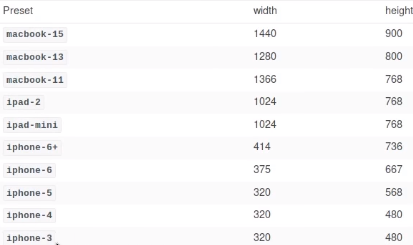 Preset width height
macbook-15 1440 900
macbook-13 1280 800
macbook-11 1366 768
ipad-2 1024 768
ipad-mini 1024 768
iphone-6+ 414 736
iphone-6 375 667
iphone-5 320 568
iphone-4 320 480
iphone-3 320 480